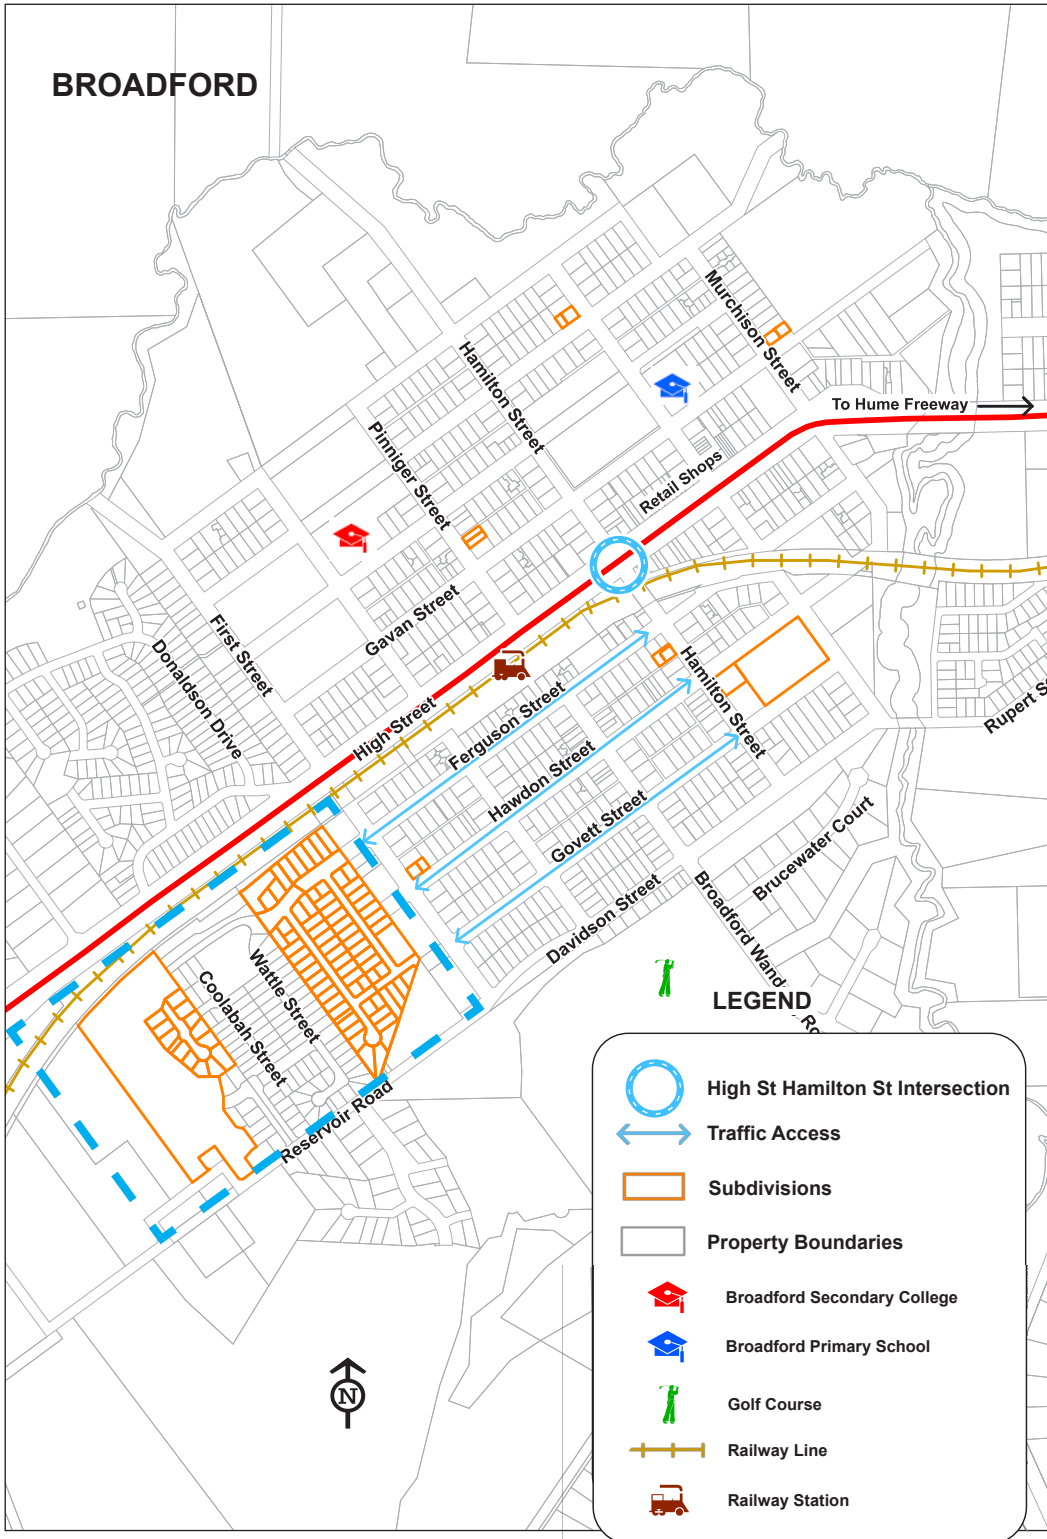 BROADFORD
Murchison Street
To Hume Freeway
Hamilton Street
Pinniger Street
Retail Shops
Gavan Street
First Street
Donaldson Drive
High Street
Ferguson Street
Hamilton Street
Hawdon Street
Govett Street
Rupert S
Brucewater Court
Davidson Street
Broadford Wand
Ro
Wattle Street
Coolabah Street
Reservoir Road
N
LEGEND
High St Hamilton St Intersection
Traffic Access
Subdivisions
Property Boundaries
Broadford Secondary College
Broadford Primary School
Golf Course
Railway Line
Railway Station